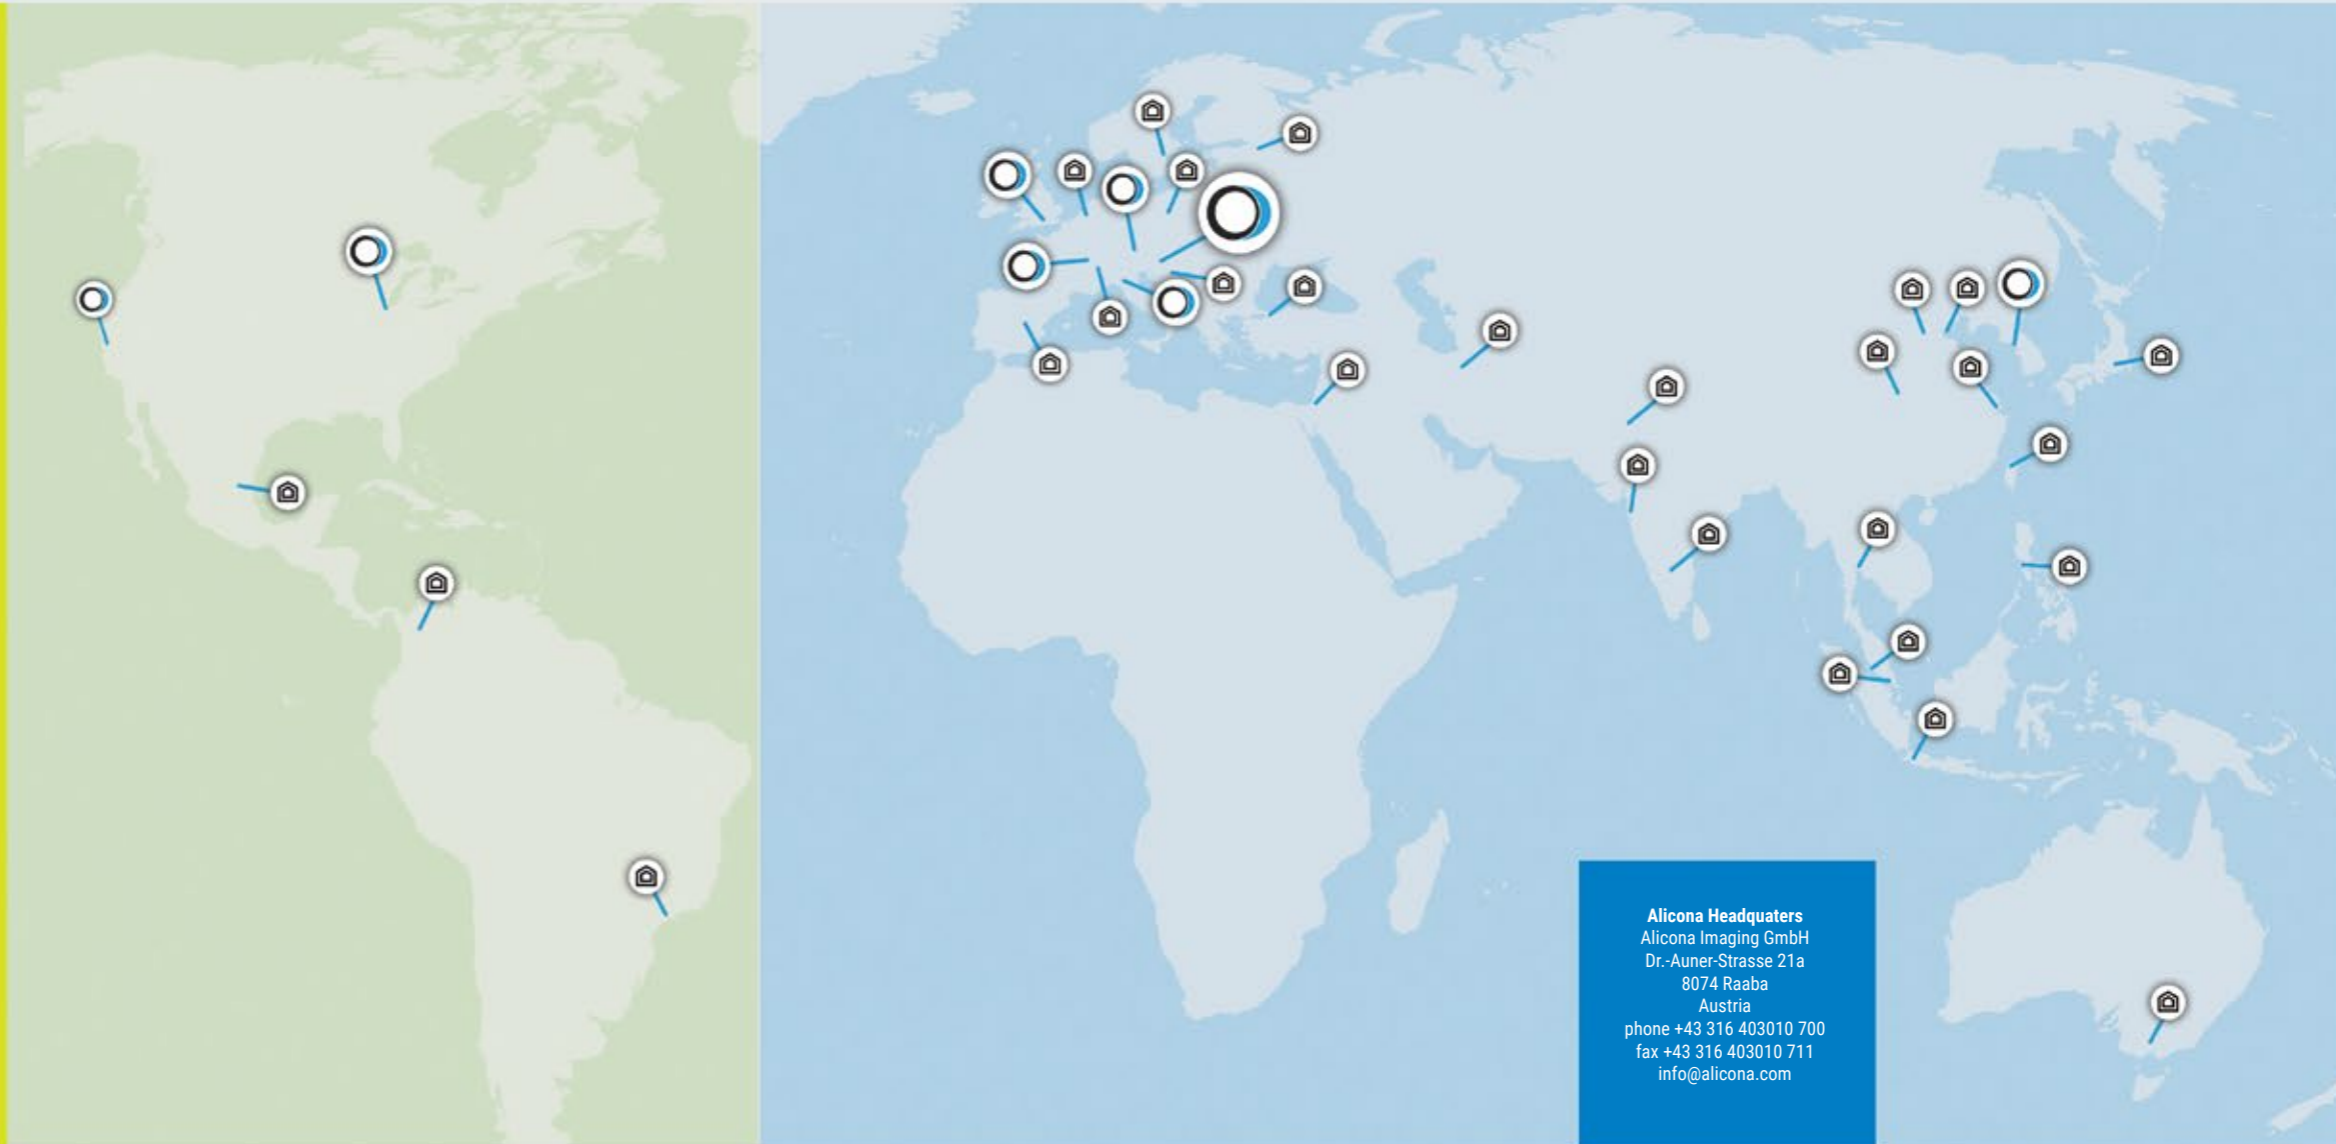 Alicona Headquaters
Alicona Imaging GmbH
Dr.-Auner-Strasse 21a
8074 Raaba
Austria
phone +43 316 403010 700
fax +43 316 403010 711
info@alicona.com